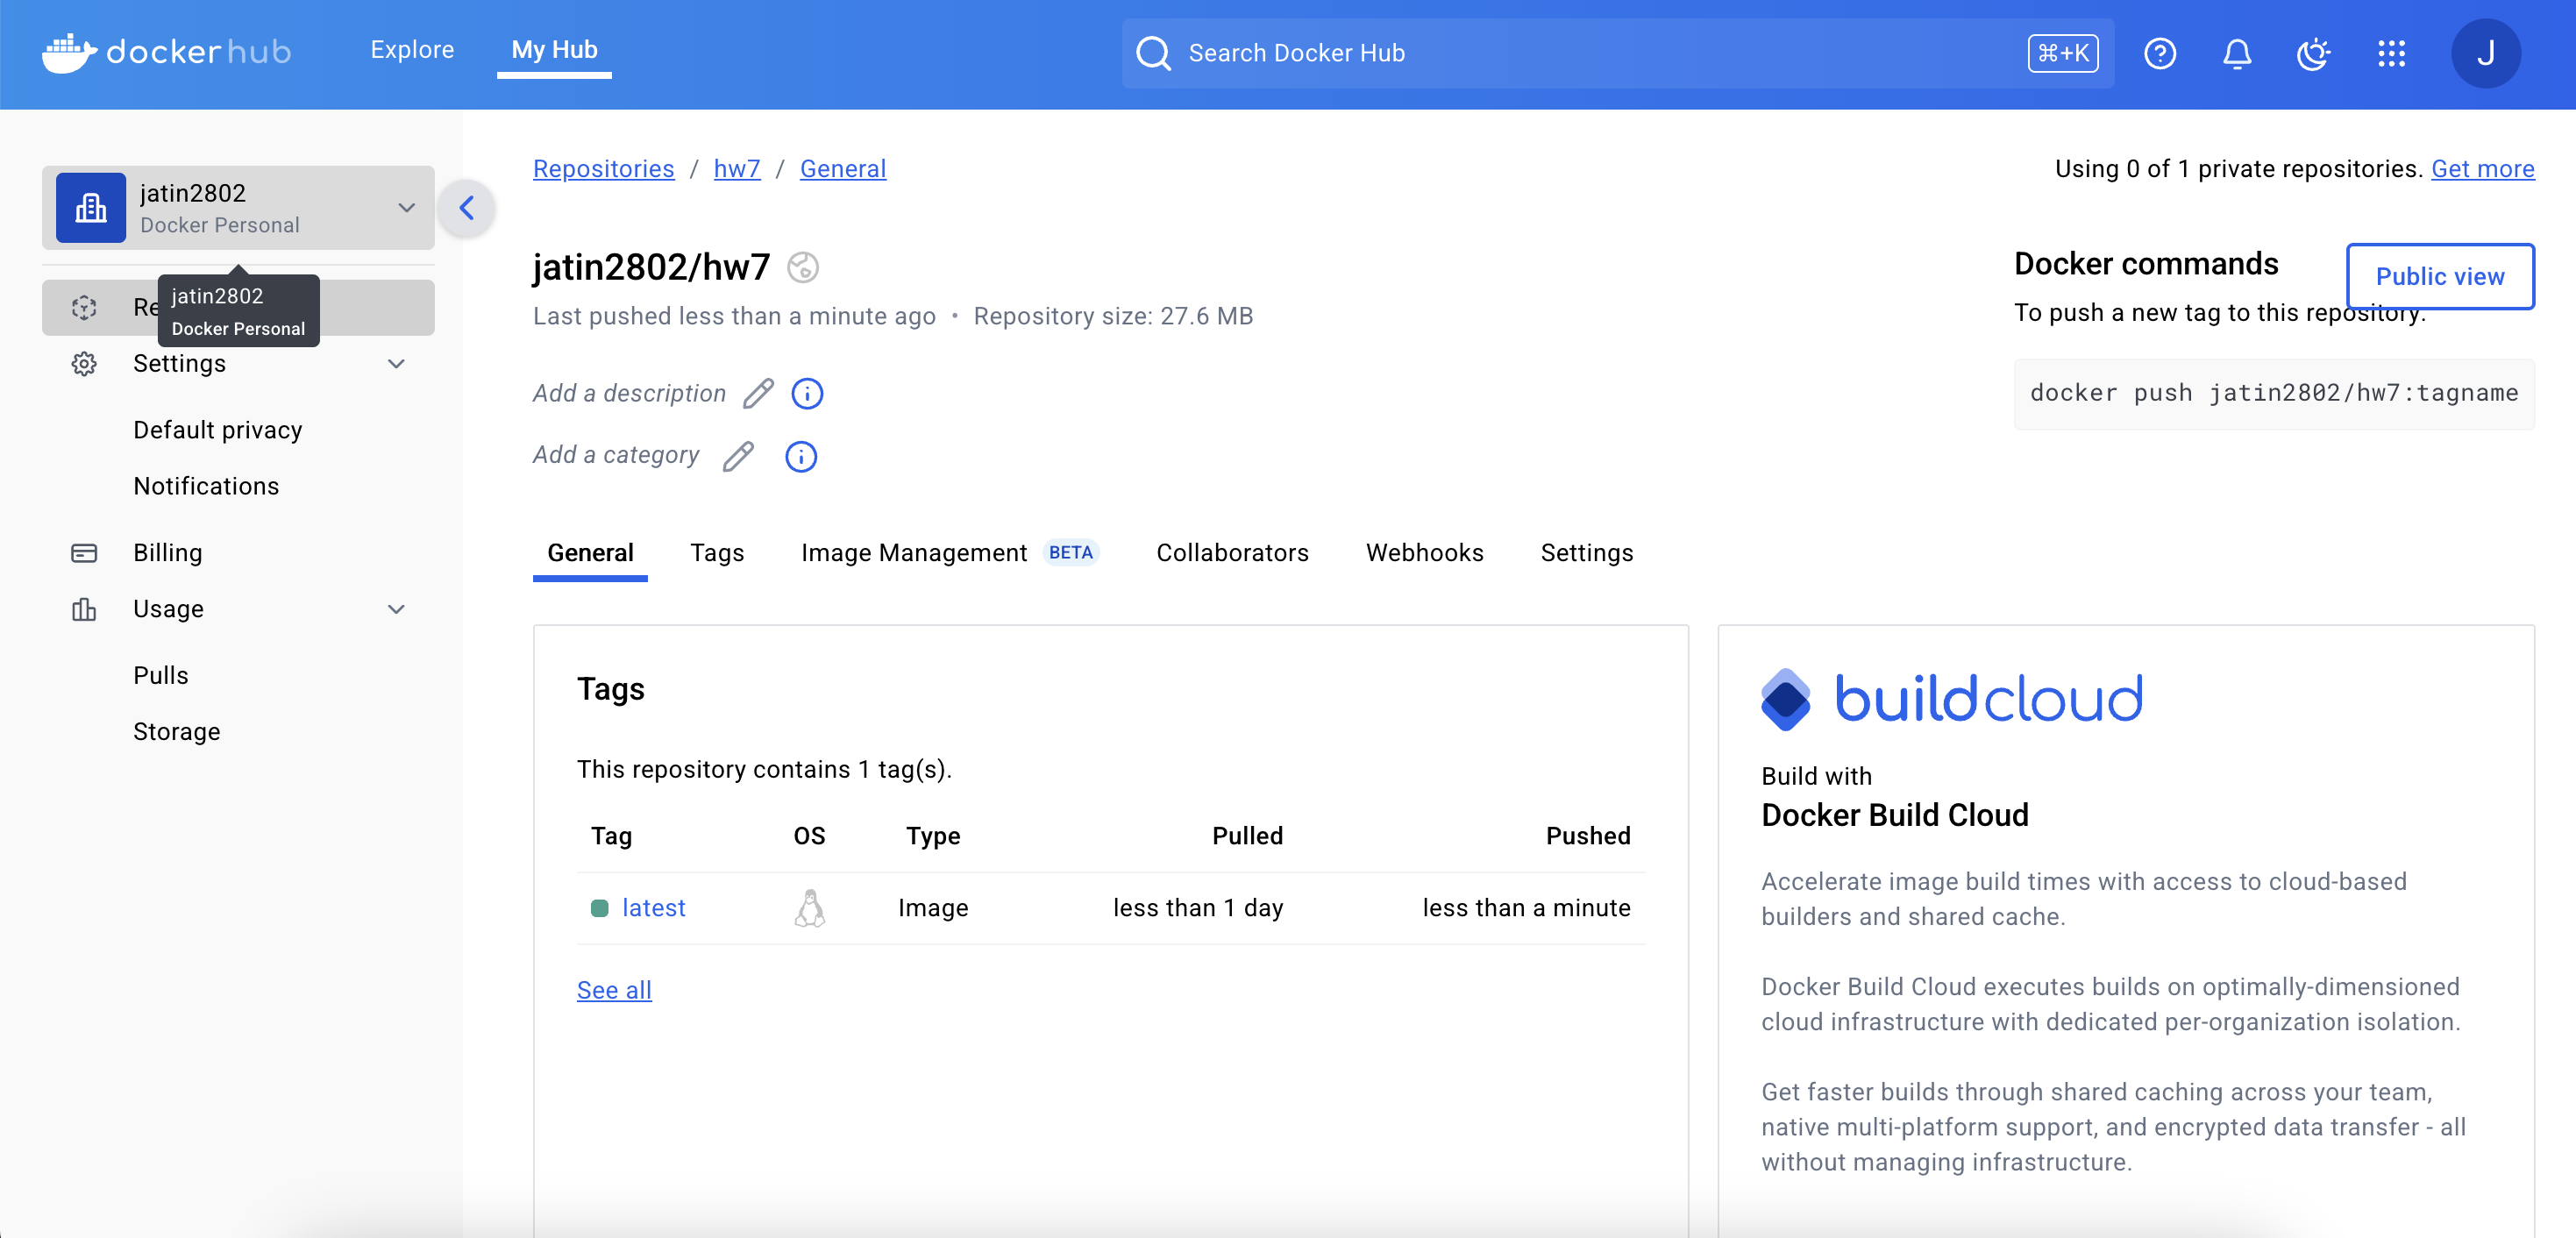 dockerhub
Explore
My Hub
Search Docker Hub
⌘+K
J
jatin2802
Docker Personal
jatin2802
Docker Personal
Re
Settings
Default privacy
Notifications
Billing
Usage
Pulls
Storage
Repositories / hw7 / General
Using 0 of 1 private repositories. Get more
jatin2802/hw7
Last pushed less than a minute ago • Repository size: 27.6 MB
Add a description
Add a category
Docker commands
Public view
To push a new tag to this repository:
docker push jatin2802/hw7:tagname
General
Tags
Image Management BETA
Collaborators
Webhooks
Settings
Tags
This repository contains 1 tag(s).
Tag OS Type Pulled Pushed
latest Image less than 1 day less than a minute
See all
buildcloud
Build with
Docker Build Cloud
Accelerate image build times with access to cloud-based
builders and shared cache.
Docker Build Cloud executes builds on optimally-dimensioned
cloud infrastructure with dedicated per-organization isolation.
Get faster builds through shared caching across your team,
native multi-platform support, and encrypted data transfer - all
without managing infrastructure.